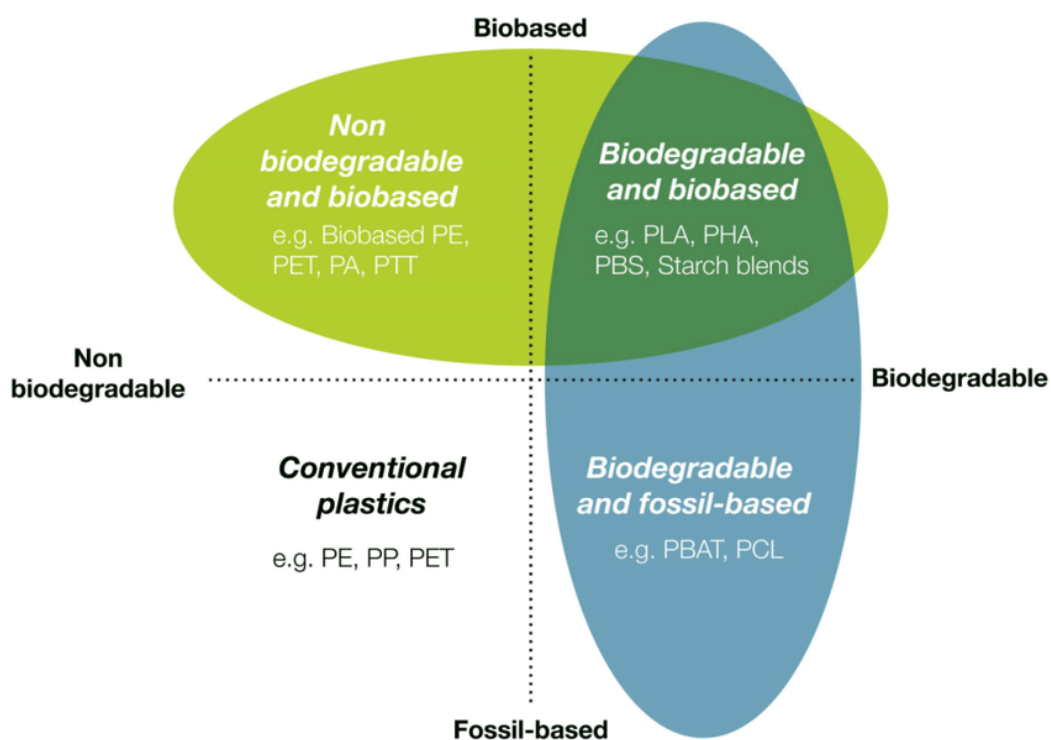 Biobased
Non
biodegradable
and biobased
e.g. Biobased PE,
PET, PA, PTT
Biodegradable
and biobased
e.g. PLA, PHA,
PBS, Starch blends
Non
biodegradable
Biodegradable
Conventional
plastics
e.g. PE, PP, PET
Biodegradable
and fossil-based
e.g. PBAT, PCL
Fossil-based